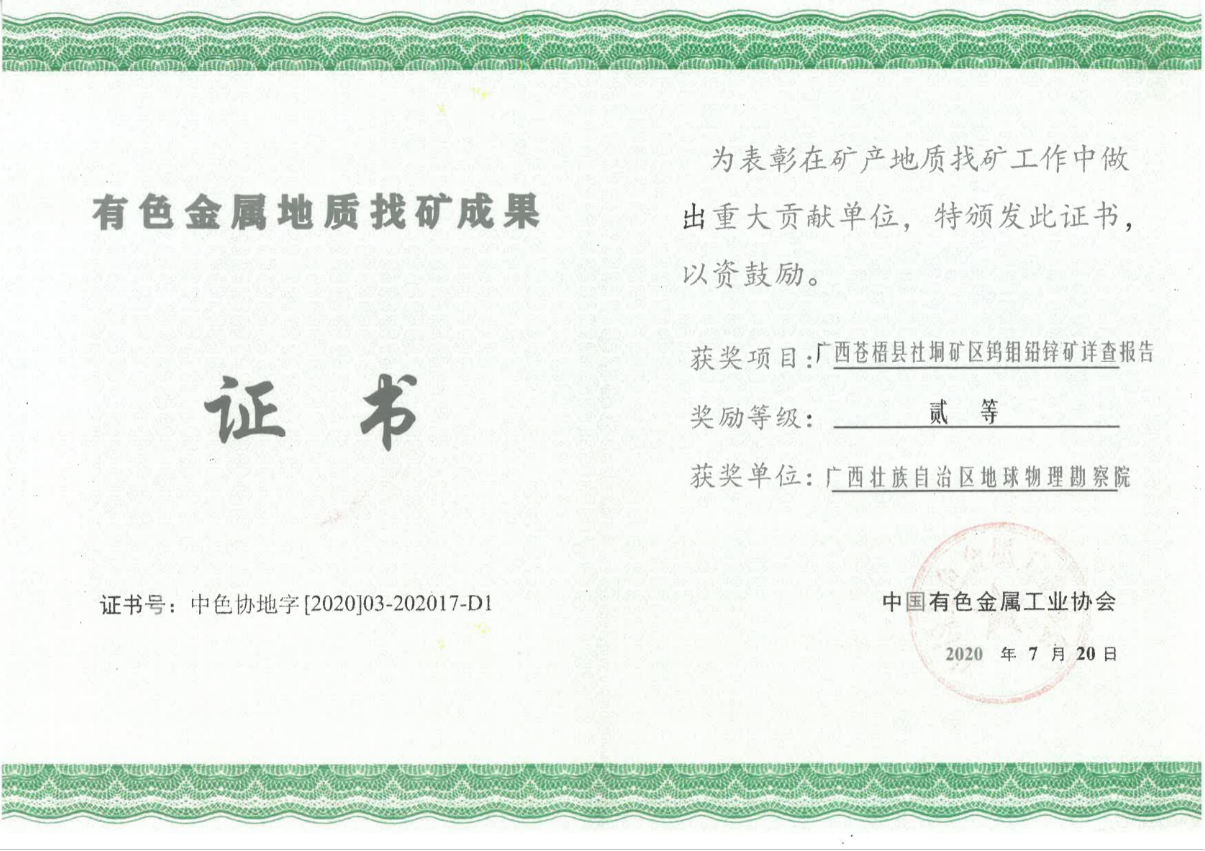 有色金属地质找矿成果
证 书
证书号：中色协地字[2020]03-202017-D1
为表彰在矿产地质找矿工作中做
出重大贡献单位，特颁发此证书，
以资鼓励。
获奖项目：广西苍梧县社垌矿区钨钼铅锌矿详查报告
奖励等级：贰 等
获奖单位：广西壮族自治区地球物理勘察院
中国有色金属工业协会
2020 年 7 月 20 日